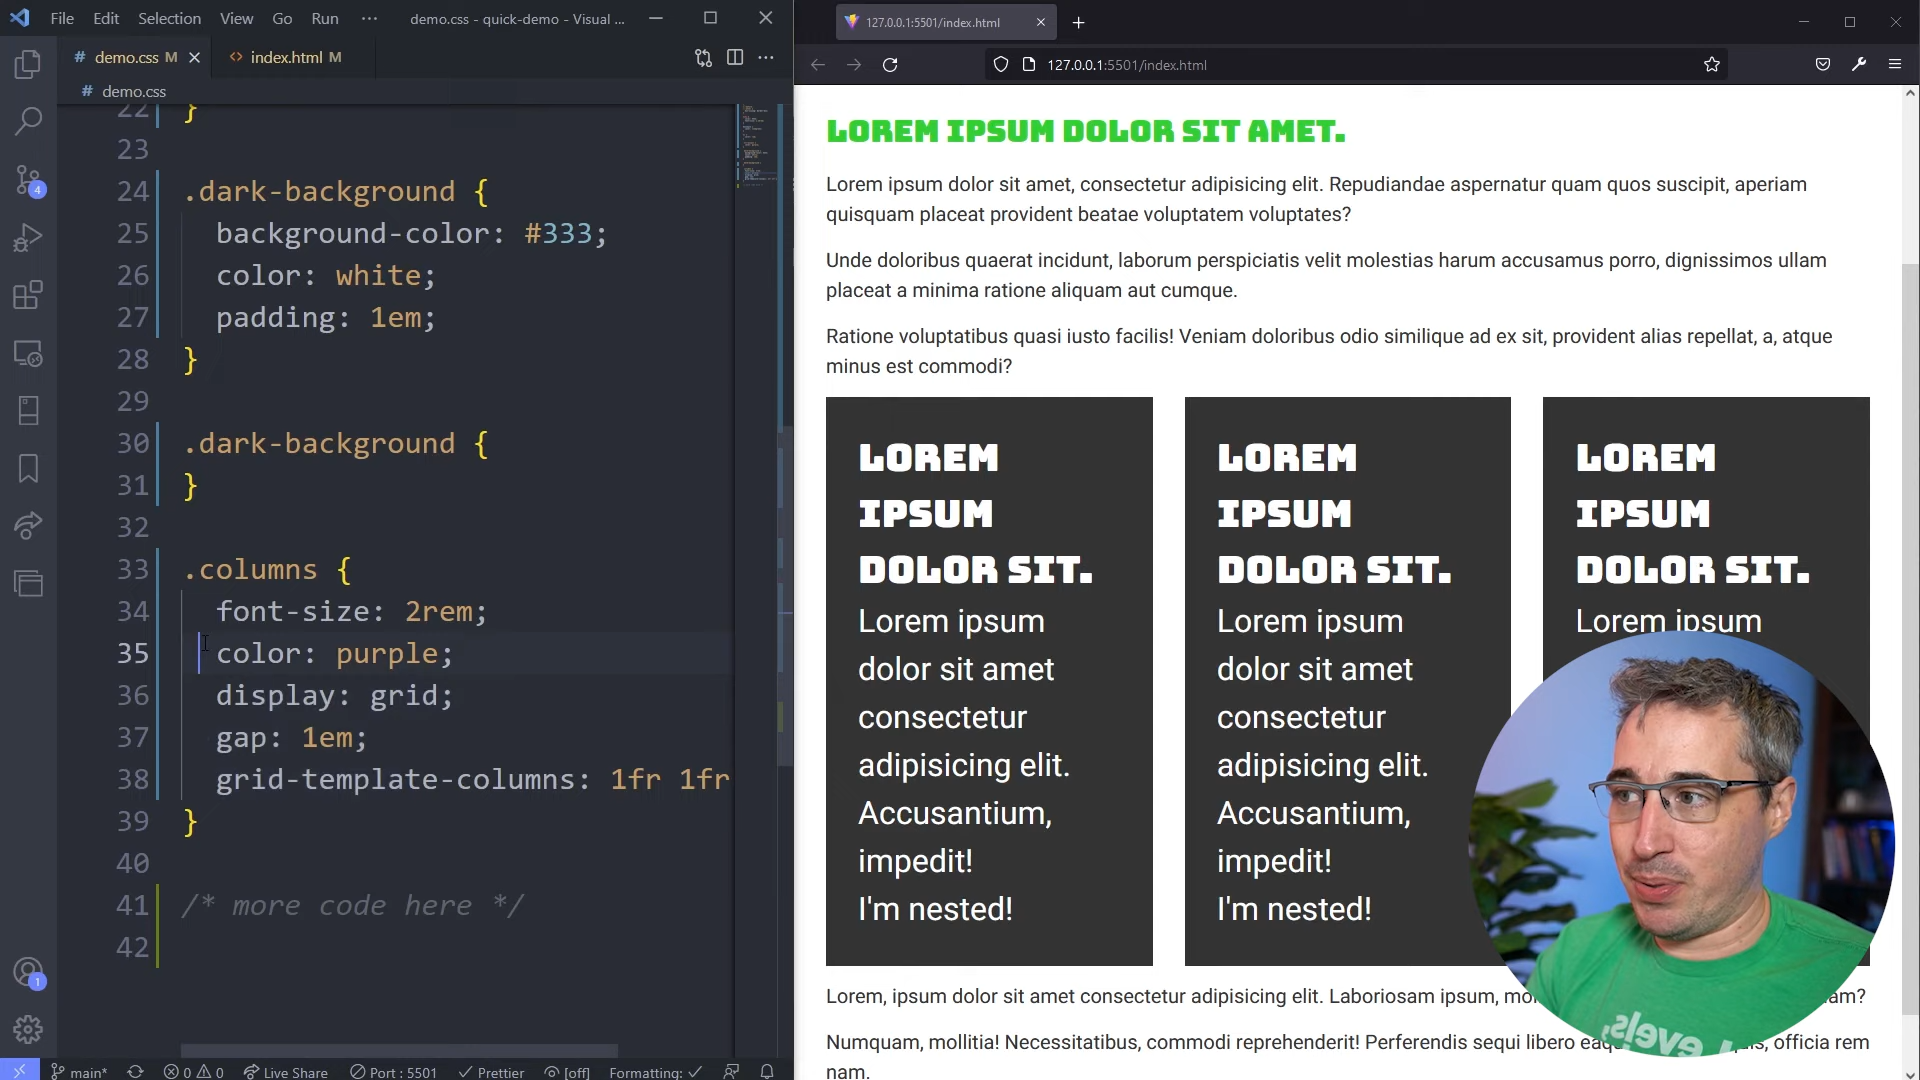 File Edit Selection View Go Run ··· demo.css - quick-demo - Visual ...
# demo.css M
<> index.html M
# demo.css
22 }
23
24 .dark-background {
25 background-color: #333;
26 color: white;
27 padding: 1em;
28 }
29
30 .dark-background {
31 }
32
33 .columns {
34 font-size: 2rem;
35 color: purple;
36 display: grid;
37 gap: 1em;
38 grid-template-columns: 1fr 1fr
39 }
40
41 /* more code here */
42
4
1
main* 0 0 Live Share Port : 5501 Prettier [off] Formatting:
127.0.0.1:5501/index.html
127.0.0.1:5501/index.html
LOREM IPSUM DOLOR SIT AMET.
Lorem ipsum dolor sit amet, consectetur adipisicing elit. Repudiandae aspernatur quam quos suscipit, aperiam
quisquam placeat provident beatae voluptatem voluptates?
Unde doloribus quaerat incidunt, laborum perspiciatis velit molestias harum accusamus porro, dignissimos ullam
placeat a minima ratione aliquam aut cumque.
Ratione voluptatibus quasi iusto facilis! Veniam doloribus odio similique ad ex sit, provident alias repellat, a, atque
minus est commodi?
LOREM
IPSUM
DOLOR SIT.
Lorem ipsum
dolor sit amet
consectetur
adipisicing elit.
Accusantium,
impedit!
I'm nested!
LOREM
IPSUM
DOLOR SIT.
Lorem ipsum
dolor sit amet
consectetur
adipisicing elit.
Accusantium,
impedit!
I'm nested!
LOREM
IPSUM
DOLOR SIT.
Lorem ipsum
Lorem, ipsum dolor sit amet consectetur adipisicing elit. Laboriosam ipsum, am?
Numquam, mollitia! Necessitatibus, commodi reprehenderit! Perferendis sequi libero officia rem
nam.